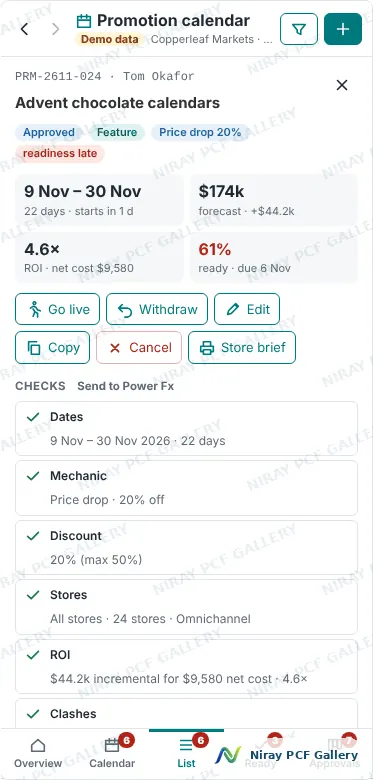 Promotion calendar
Demo data Copperleaf Markets · ...
PRM-2611-024 · Tom Okafor
Advent chocolate calendars
Approved Feature Price drop 20%
readiness late
9 Nov – 30 Nov
22 days · starts in 1 d
$174k
forecast · +$44.2k
4.6×
ROI · net cost $9,580
61%
ready · due 6 Nov
Go live Withdraw Edit
Copy Cancel Store brief
CHECKS Send to Power Fx
Dates
9 Nov – 30 Nov 2026 · 22 days
Mechanic
Price drop · 20% off
Discount
20% (max 50%)
Stores
All stores · 24 stores · Omnichannel
ROI
$44.2k incremental for $9,580 net cost · 4.6×
Clashes
6 6
Overview Calendar List Ready Approvals
Niray PCF Gallery
NIRAY PCF GALLERY